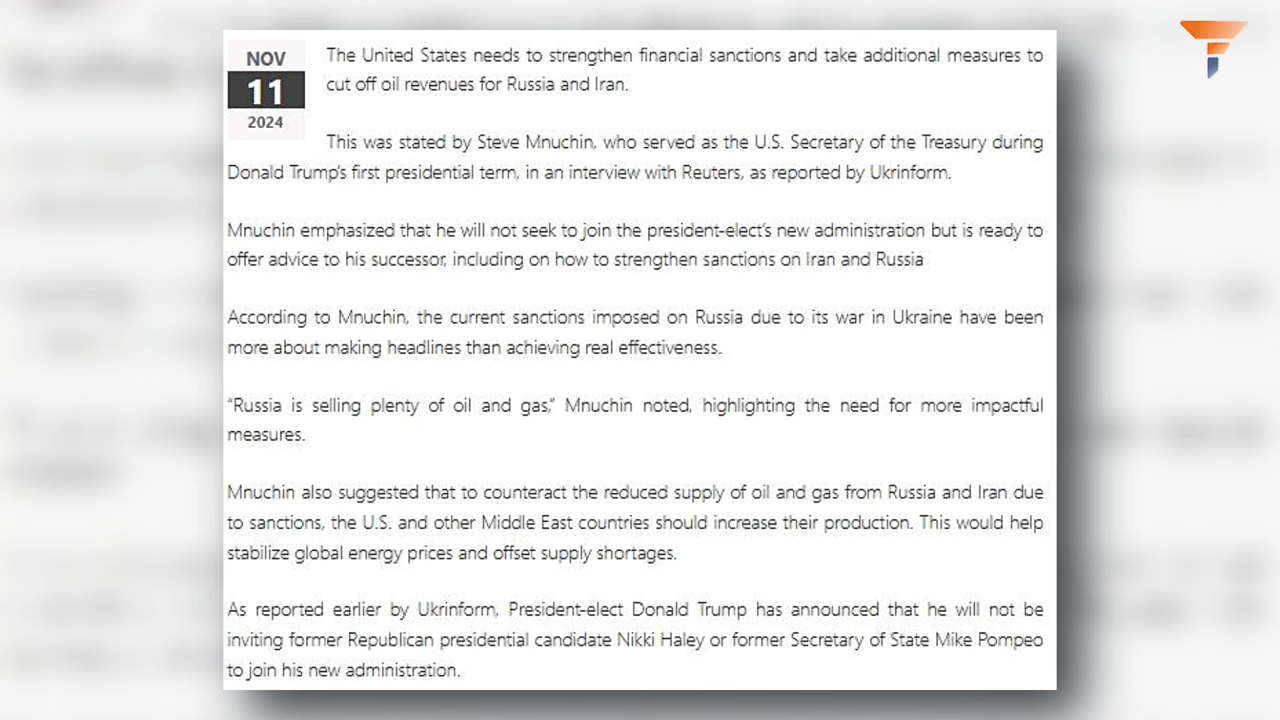 NOV
11
2024
The United States needs to strengthen financial sanctions and take additional measures to
cut off oil revenues for Russia and Iran.
This was stated by Steve Mnuchin, who served as the U.S. Secretary of the Treasury during
Donald Trump's first presidential term, in an interview with Reuters, as reported by Ukrinform.
Mnuchin emphasized that he will not seek to join the president-elect's new administration but is ready to
offer advice to his successor, including on how to strengthen sanctions on Iran and Russia
According to Mnuchin, the current sanctions imposed on Russia due to its war in Ukraine have been
more about making headlines than achieving real effectiveness.
“Russia is selling plenty of oil and gas,” Mnuchin noted, highlighting the need for more impactful
measures.
Mnuchin also suggested that to counteract the reduced supply of oil and gas from Russia and Iran due
to sanctions, the U.S. and other Middle East countries should increase their production. This would help
stabilize global energy prices and offset supply shortages.
As reported earlier by Ukrinform, President-elect Donald Trump has announced that he will not be
inviting former Republican presidential candidate Nikki Haley or former Secretary of State Mike Pompeo
to join his new administration.